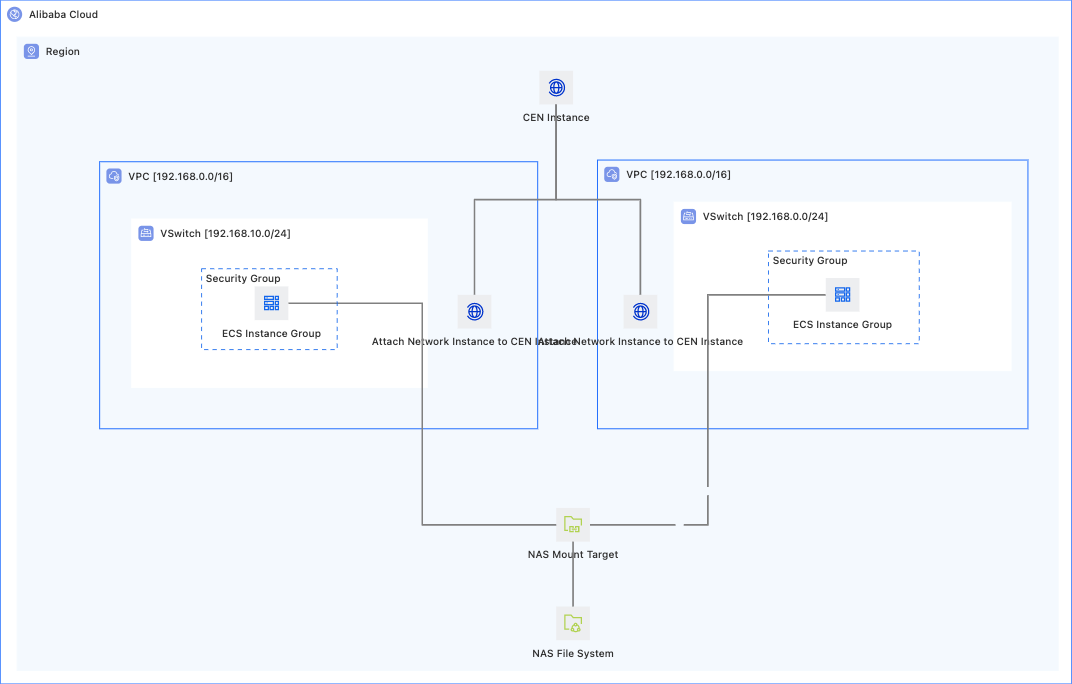 Alibaba Cloud
Region
CEN Instance
VPC [192.168.0.0/16]
VPC [192.168.0.0/16]
VSwitch [192.168.10.0/24]
VSwitch [192.168.0.0/24]
Security Group
ECS Instance Group
Security Group
ECS Instance Group
Attach Network Instance to CEN Instance
Attach Network Instance to CEN Instance
NAS Mount Target
NAS File System